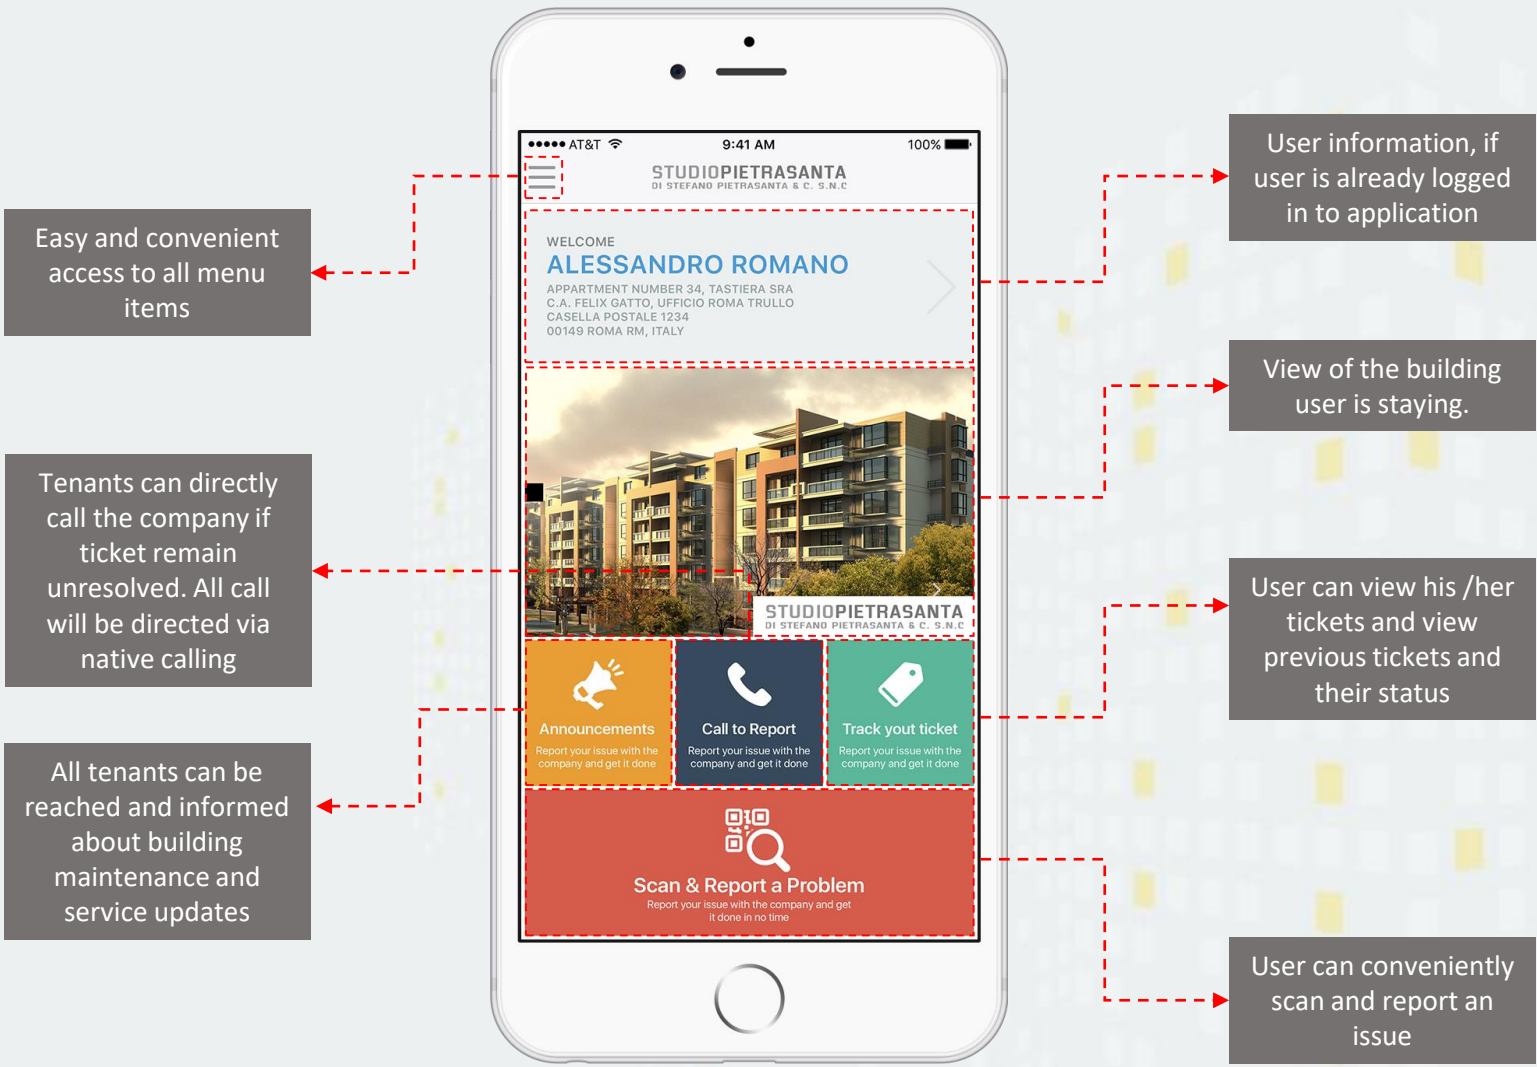 AT&T
9:41 AM
100%
STUDIOPIETRASANTA
DI STEFANO PIETRASANTA & C. S.N.C
WELCOME
ALESSANDRO ROMANO
APPARTMENT NUMBER 34, TASTIERA SRA
C.A. FELIX GATTO, UFFICIO ROMA TRULLO
CASELLA POSTALE 1234
00149 ROMA RM, ITALY
STUDIOPIETRASANTA
DI STEFANO PIETRASANTA & C. S.N.C
Announcements
Report your issue with the
company and get it done
Call to Report
Report your issue with the
company and get it done
Track yout ticket
Report your issue with the
company and get it done
Scan & Report a Problem
Report your issue with the company and get
it done in no time
Easy and convenient
access to all menu
items
Tenants can directly
call the company if
ticket remain
unresolved. All call
will be directed via
native calling
All tenants can be
reached and informed
about building
maintenance and
service updates
User information, if
user is already logged
in to application
View of the building
user is staying.
User can view his /her
tickets and view
previous tickets and
their status
User can conveniently
scan and report an
issue